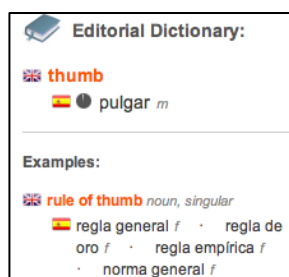 Editorial Dictionary:
thumb
pulgar m
Examples:
rule of thumb noun, singular
regla general f · regla de
oro f · regla empírica f
· norma general f